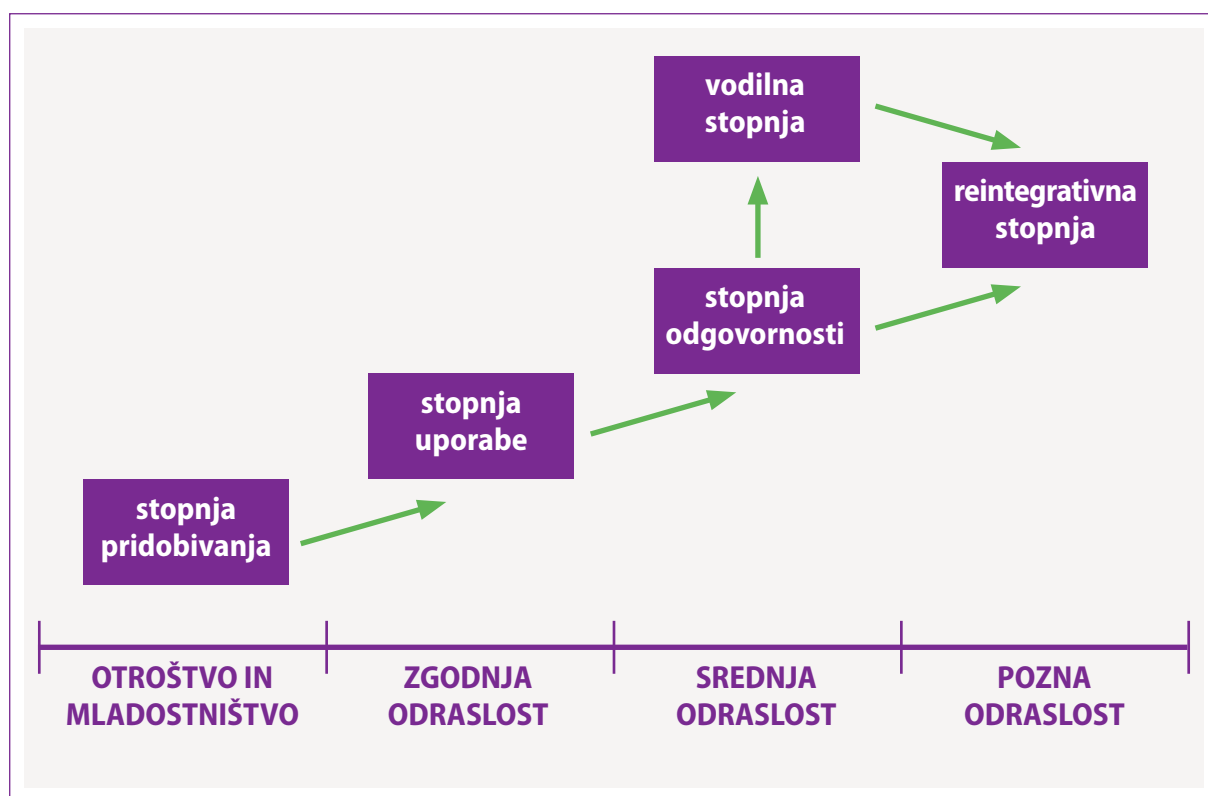 vodilna
stopnja
reintegrativna
stopnja
stopnja
odgovornosti
stopnja
uporabe
stopnja
pridobivanja
OTROŠTVO IN
MLADOSTNIŠTVO
ZGODNJA
ODRASLOST
SREDNJA
ODRASLOST
POZNA
ODRASLOST